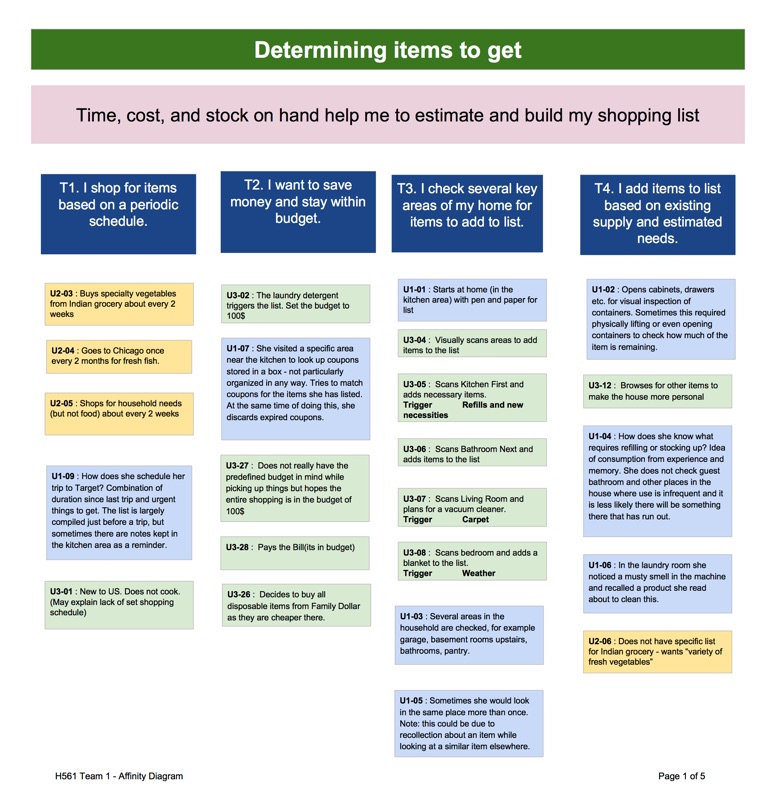 Determining items to get
Time, cost, and stock on hand help me to estimate and build my shopping list
T1. I shop for items
based on a periodic
schedule.
U2-03 : Buys specialty vegetables
from Indian grocery about every 2
weeks
U2-04 : Goes to Chicago once
every 2 months for fresh fish.
U2-05 : Shops for household needs
(but not food) about every 2 weeks
U1-09 : How does she schedule her
trip to Target? Combination of
duration since last trip and urgent
things to get. The list is largely
compiled just before a trip, but
sometimes there are notes kept in
the kitchen area as a reminder.
U3-01 : New to US. Does not cook.
(May explain lack of set shopping
schedule)
T2. I want to save
money and stay within
budget.
U3-02 : The laundry detergent
triggers the list. Set the budget to
100$
U1-07 : She visited a specific area
near the kitchen to look up coupons
stored in a box - not particularly
organized in any way. Tries to match
coupons for the items she has listed.
At the same time of doing this, she
discards expired coupons.
U3-27 : Does not really have the
predefined budget in mind while
picking up things but hopes the
entire shopping is in the budget of
100$
U3-28 : Pays the Bill(its in budget)
U3-26 : Decides to buy all
disposable items from Family Dollar
as they are cheaper there.
T3. I check several key
areas of my home for
items to add to list.
U1-01 : Starts at home (in the
kitchen area) with pen and paper for
list
U3-04 : Visually scans areas to add
items to the list
U3-05 : Scans Kitchen First and
adds necessary items.
Trigger Refills and new
necessities
U3-06 : Scans Bathroom Next and
adds items to the list
U3-07 : Scans Living Room and
plans for a vacuum cleaner.
Trigger Carpet
U3-08 : Scans bedroom and adds a
blanket to the list.
Trigger Weather
U1-03 : Several areas in the
household are checked, for example
garage, basement rooms upstairs,
bathrooms, pantry.
U1-05 : Sometimes she would look
in the same place more than once.
Note: this could be due to
recollection about an item while
looking at a similar item elsewhere.
T4. I add items to list
based on existing
supply and estimated
needs.
U1-02 : Opens cabinets, drawers
etc. for visual inspection of
containers. Sometimes this required
physically lifting or even opening
containers to check how much of the
item is remaining.
U3-12 : Browses for other items to
make the house more personal
U1-04 : How does she know what
requires refilling or stocking up? Idea
of consumption from experience and
memory. She does not check guest
bathroom and other places in the
house where use is infrequent and it
is less likely there will be something
there that has run out.
U1-06 : In the laundry room she
noticed a musty smell in the machine
and recalled a product she read
about to clean this.
U2-06 : Does not have specific list
for Indian grocery - wants “variety of
fresh vegetables”
H561 Team 1 - Affinity Diagram
Page 1 of 5